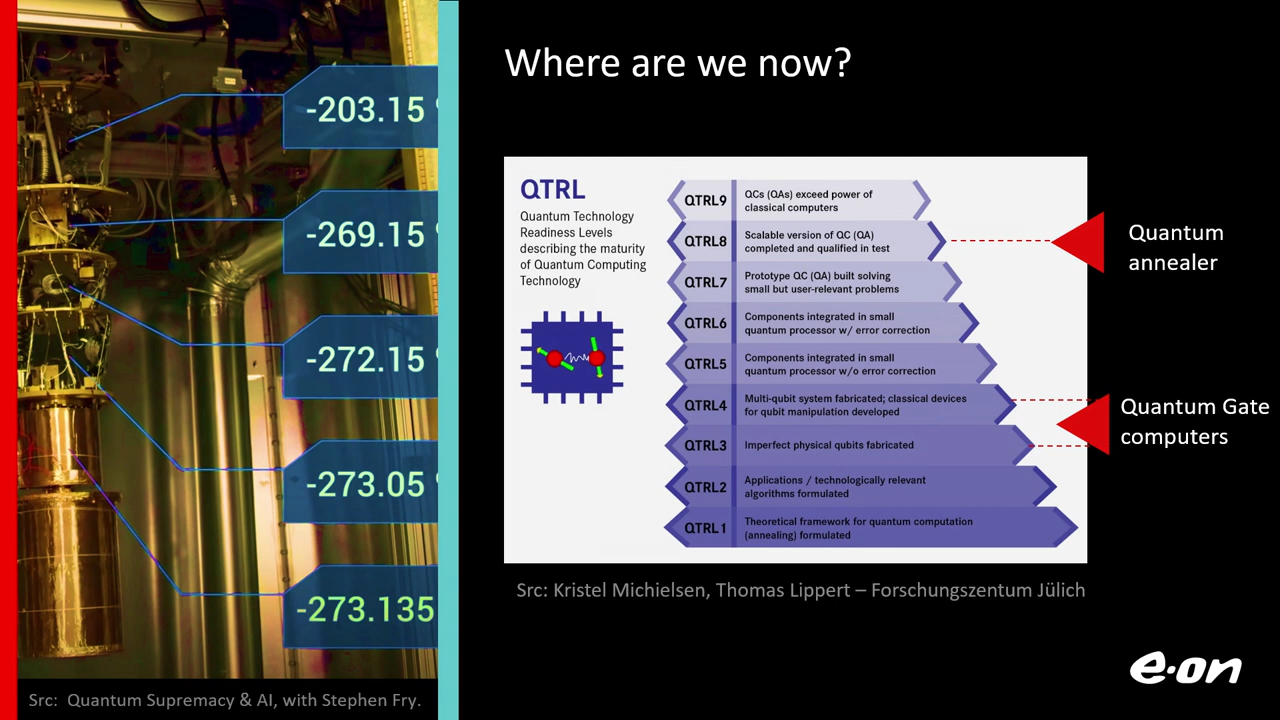 Where are we now?
-203.15 °
-269.15 °
-272.15 °
-273.05 °
-273.135
Src: Quantum Supremacy & AI, with Stephen Fry.
QTRL
Quantum Technology
Readiness Levels
describing the maturity
of Quantum Computing
Technology
QTRL9 QCs (QAs) exceed power of
classical computers
QTRL8 Scalable version of QC (QA)
completed and qualified in test
QTRL7 Prototype QC (QA) built solving
small but user-relevant problems
QTRL6 Components integrated in small
quantum processor w/ error correction
QTRL5 Components integrated in small
quantum processor w/o error correction
QTRL4 Multi-qubit system fabricated; classical devices
for qubit manipulation developed
QTRL3 Imperfect physical qubits fabricated
QTRL2 Applications / technologically relevant
algorithms formulated
QTRL1 Theoretical framework for quantum computation
(annealing) formulated
Quantum
annealer
Quantum Gate
computers
Src: Kristel Michielsen, Thomas Lippert – Forschungszentum Jülich
e·on